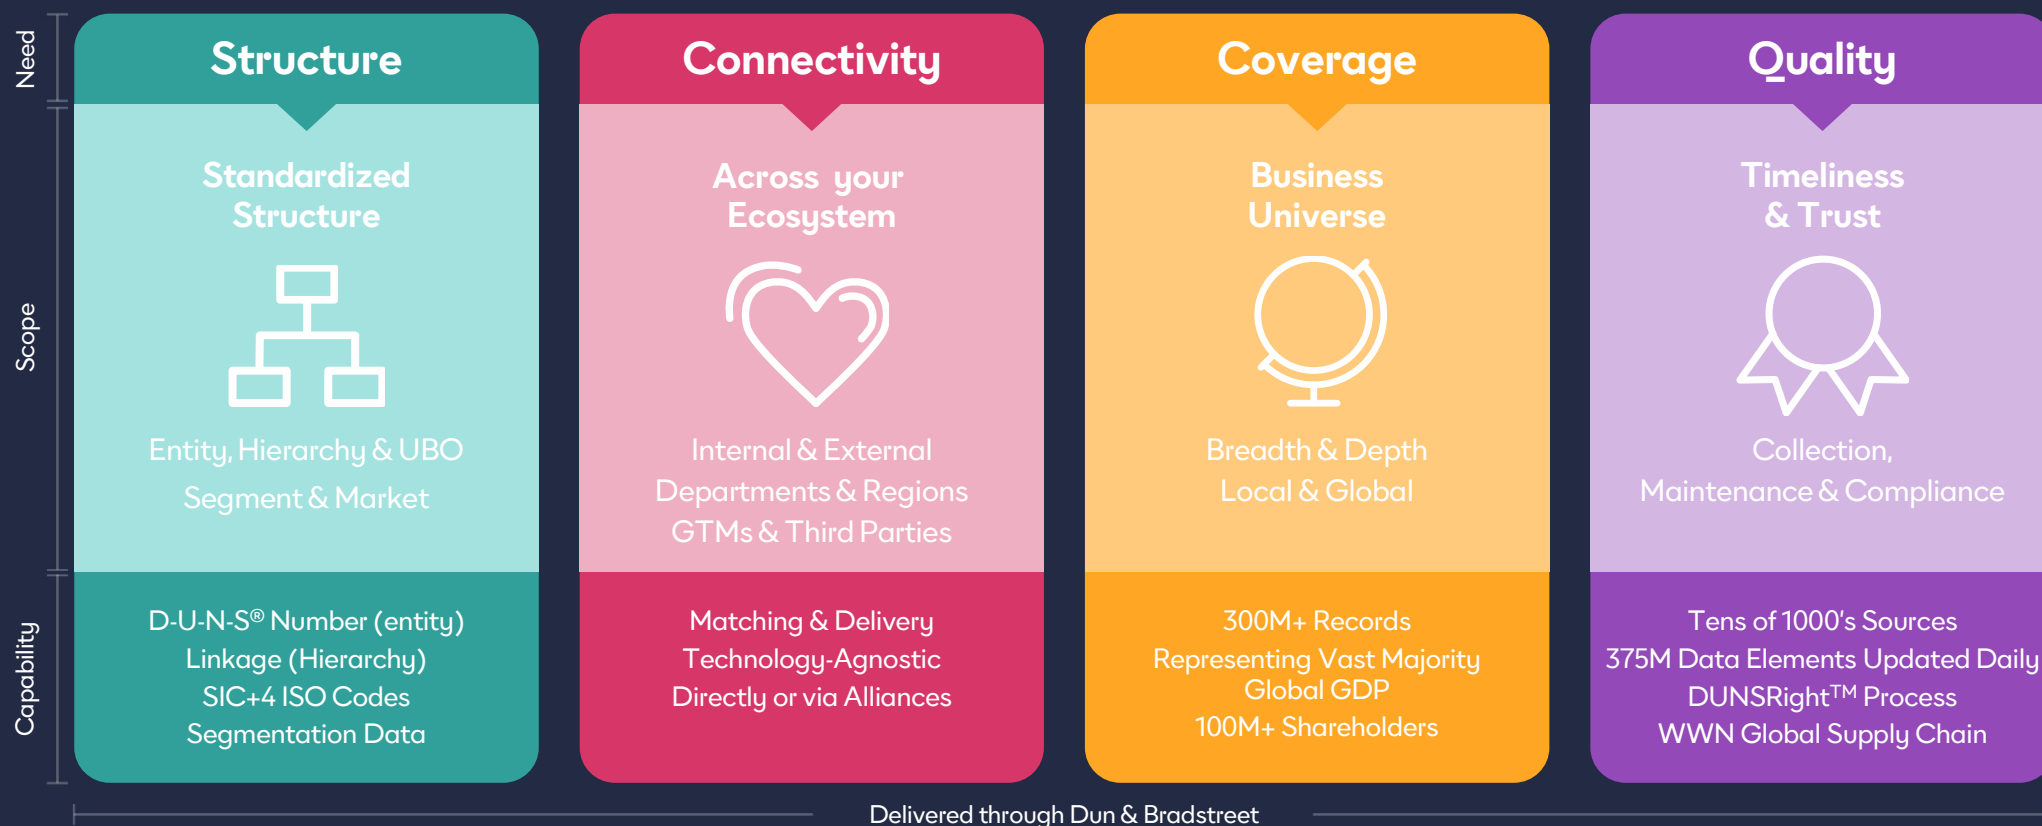 Need
Structure
Connectivity
Coverage
Quality
Scope
Standardized
Structure
Entity, Hierarchy & UBO
Segment & Market
Across your
Ecosystem
Internal & External
Departments & Regions
GTMs & Third Parties
Business
Universe
Breadth & Depth
Local & Global
Timeliness
& Trust
Collection,
Maintenance & Compliance
Capability
D-U-N-S® Number (entity)
Linkage (Hierarchy)
SIC+4 ISO Codes
Segmentation Data
Matching & Delivery
Technology-Agnostic
Directly or via Alliances
300M+ Records
Representing Vast Majority
Global GDP
100M+ Shareholders
Tens of 1000's Sources
375M Data Elements Updated Daily
DUNSRight™ Process
WWN Global Supply Chain
Delivered through Dun & Bradstreet